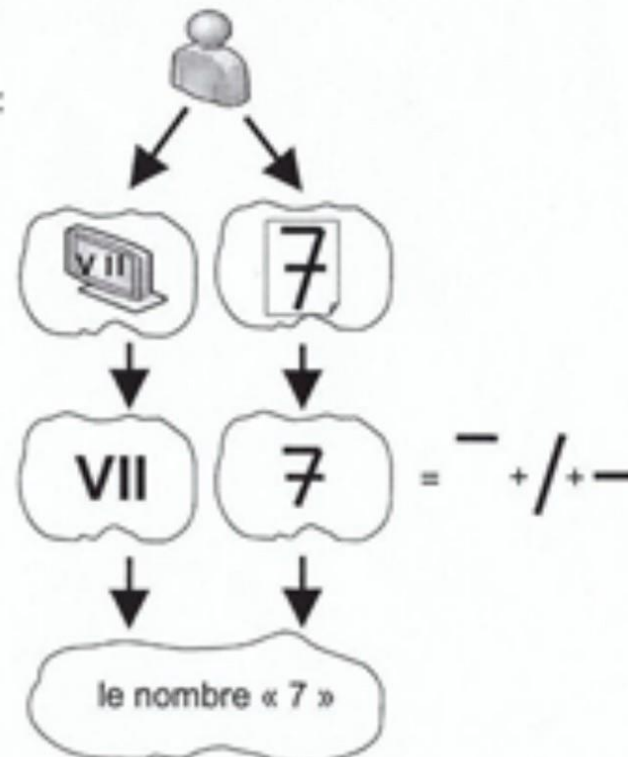 VII 7
VII 7 = — + / + —
le nombre « 7 »